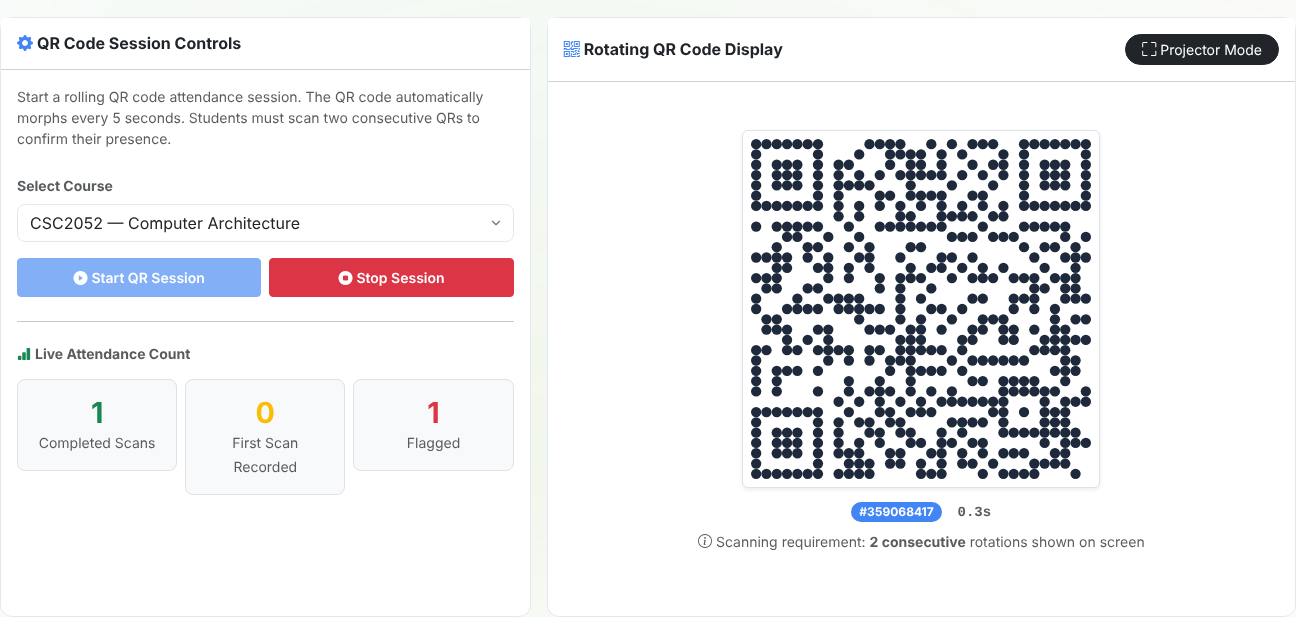 QR Code Session Controls
Start a rolling QR code attendance session. The QR code automatically
morphs every 5 seconds. Students must scan two consecutive QRs to
confirm their presence.
Select Course
CSC2052 — Computer Architecture
Start QR Session
Stop Session
Live Attendance Count
1
Completed Scans
0
First Scan
Recorded
1
Flagged
Rotating QR Code Display
Projector Mode
#359068417
0.3s
Scanning requirement: 2 consecutive rotations shown on screen